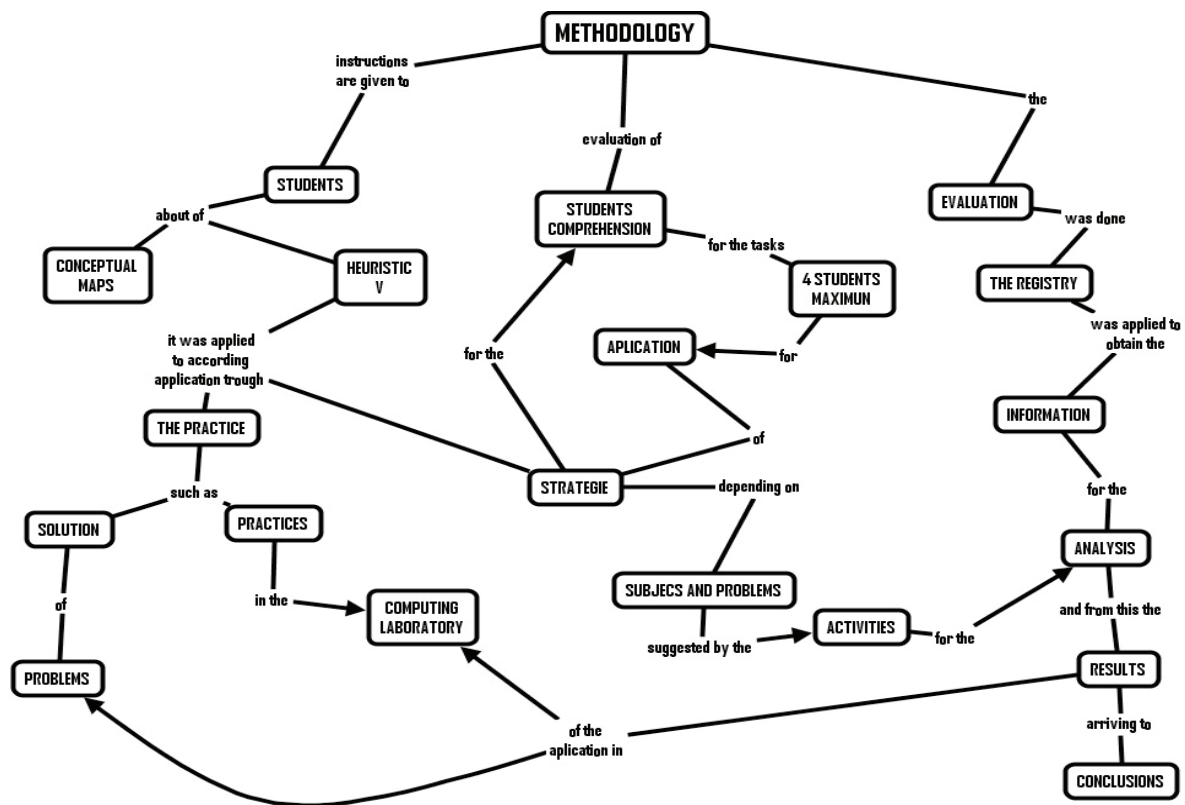 METHODOLOGY
instructions
are given to
the
evaluation of
STUDENTS
EVALUATION
STUDENTS
COMPREHENSION
about of
was done
for the tasks
CONCEPTUAL
MAPS
HEURISTIC
V
4 STUDENTS
MAXIMUN
THE REGISTRY
it was applied
to according
application trough
for the
APLICATION
for
was applied to
obtain the
THE PRACTICE
INFORMATION
of
such as
STRATEGIE
depending on
for the
SOLUTION
PRACTICES
ANALYSIS
of
in the
COMPUTING
LABORATORY
SUBJECS AND PROBLEMS
and from this the
suggested by the
ACTIVITIES
for the
PROBLEMS
RESULTS
of the
aplication in
arriving to
CONCLUSIONS